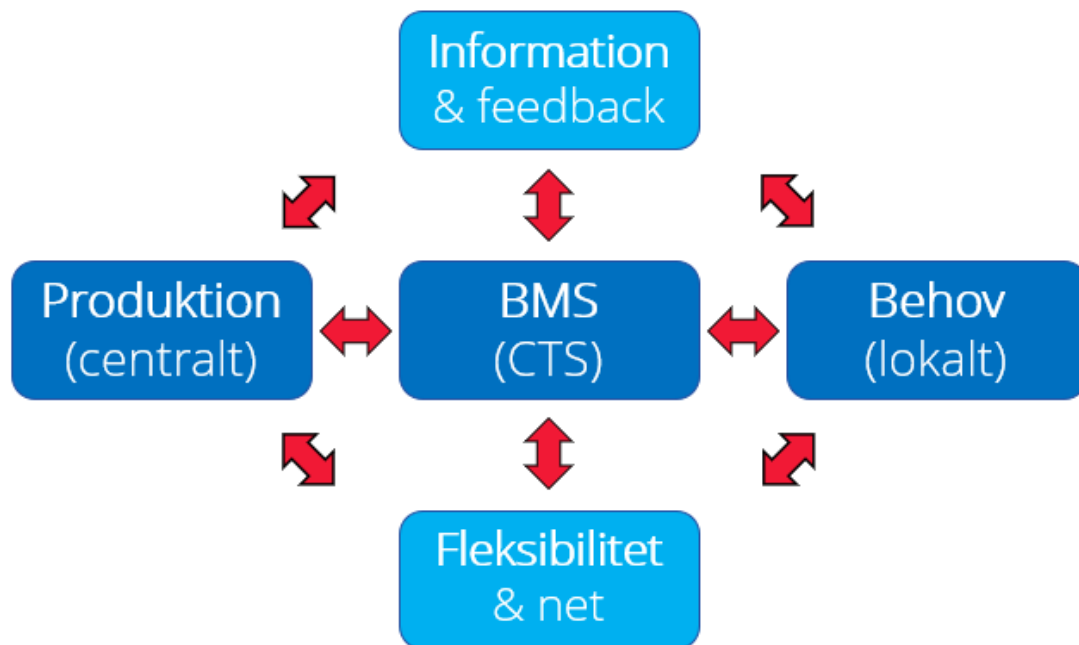 Information
& feedback
Produktion
(centralt)
BMS
(CTS)
Behov
(lokalt)
Fleksibilitet
& net